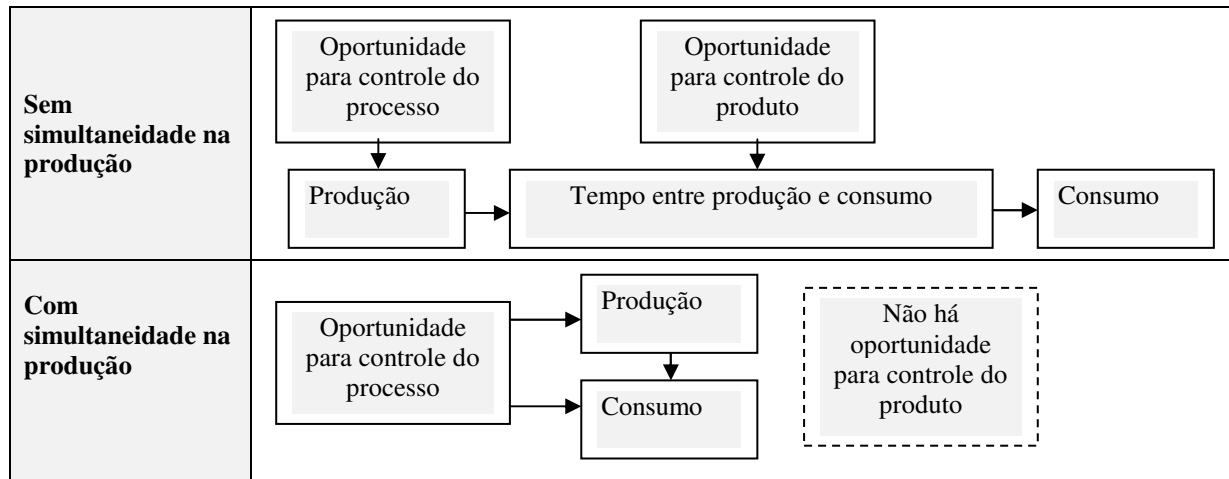 Sem
simultaneidade na
produção
Oportunidade
para controle do
processo
Oportunidade
para controle do
produto
Produção
Tempo entre produção e consumo
Consumo
Com
simultaneidade na
produção
Oportunidade
para controle do
processo
Produção
Consumo
Não há
oportunidade
para controle do
produto